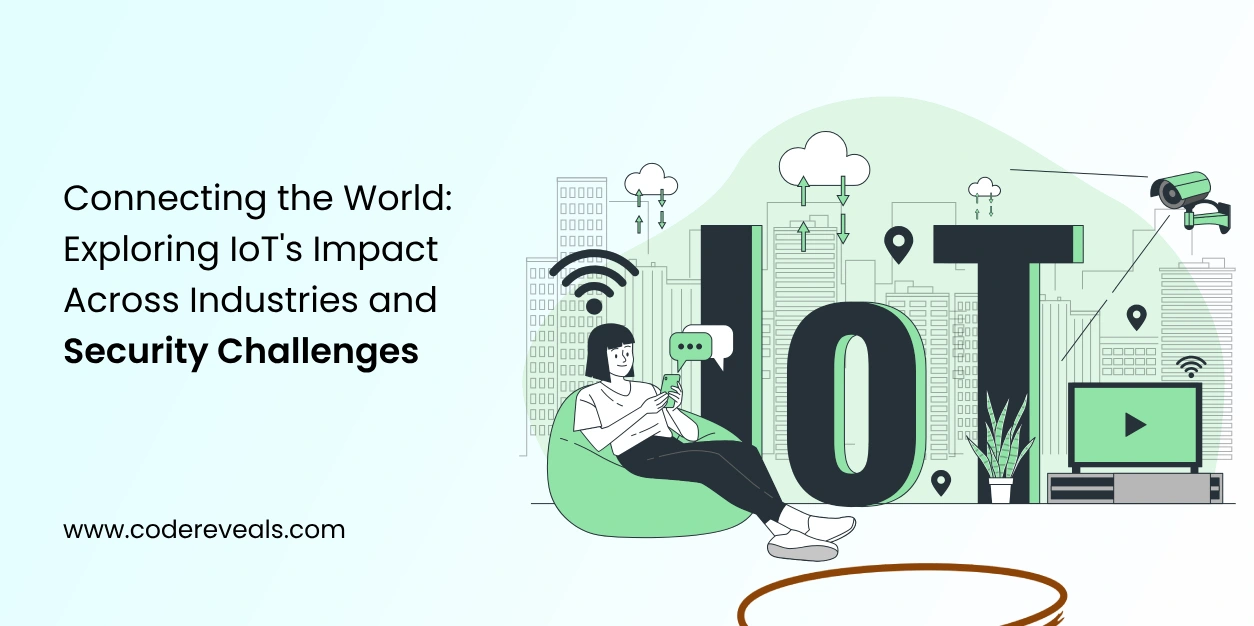 Connecting the World:
Exploring IoT's Impact
Across Industries and
Security Challenges
www.codereveals.com
IoT